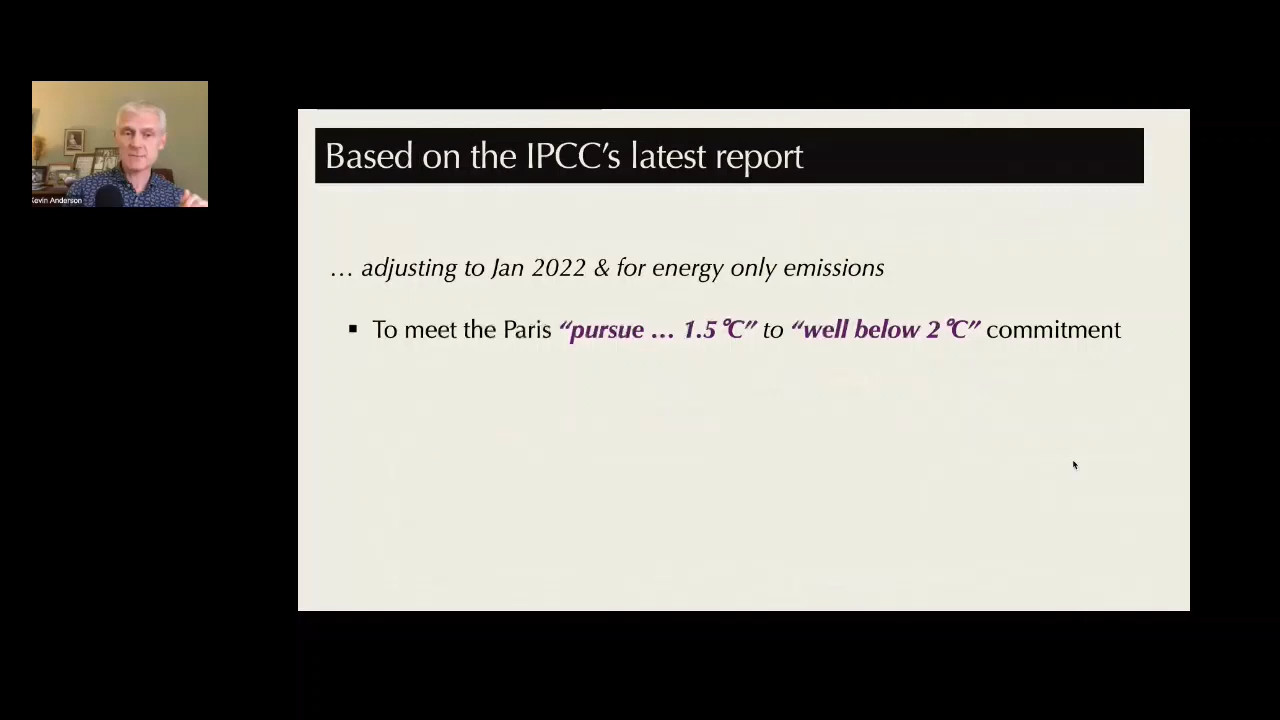 Kevin Anderson
Based on the IPCC’s latest report
… adjusting to Jan 2022 & for energy only emissions
▪ To meet the Paris “pursue … 1.5℃” to “well below 2℃” commitment